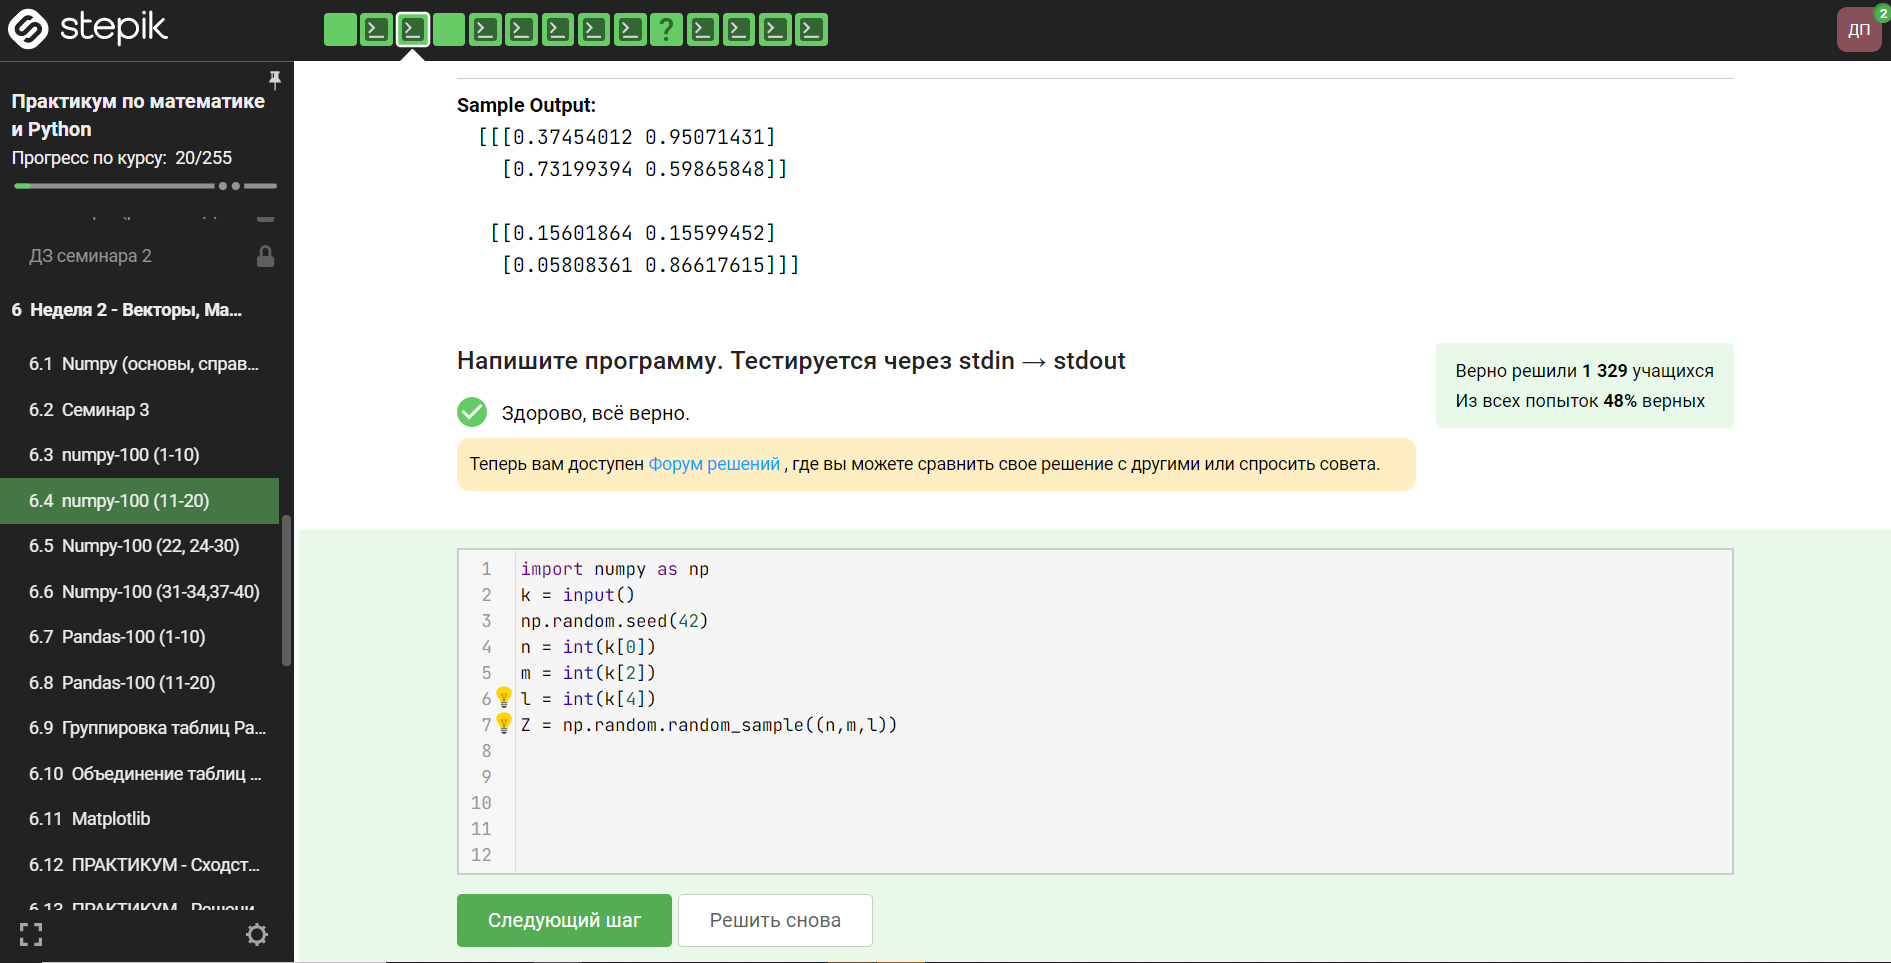 stepik
ДП
2
Практикум по математике
и Python
Прогресс по курсу: 20/255
ДЗ семинара 2
6 Неделя 2 - Векторы, Ма...
6.1 Numpy (основы, справ...
6.2 Семинар 3
6.3 numpy-100 (1-10)
6.4 numpy-100 (11-20)
6.5 Numpy-100 (22, 24-30)
6.6 Numpy-100 (31-34,37-40)
6.7 Pandas-100 (1-10)
6.8 Pandas-100 (11-20)
6.9 Группировка таблиц Pa...
6.10 Объединение таблиц ...
6.11 Matplotlib
6.12 ПРАКТИКУМ - Сходст...
6.13 ПРАКТИКУМ - Решени...
Sample Output:
[[[0.37454012 0.95071431]
[0.73199394 0.59865848]]
[[0.15601864 0.15599452]
[0.05808361 0.86617615]]]
Напишите программу. Тестируется через stdin → stdout
Верно решили 1 329 учащихся
Из всех попыток 48% верных
Здорово, всё верно.
Теперь вам доступен Форум решений , где вы можете сравнить свое решение с другими или спросить совета.
1 import numpy as np
2 k = input()
3 np.random.seed(42)
4 n = int(k[0])
5 m = int(k[2])
6 l = int(k[4])
7 Z = np.random.random_sample((n,m,l))
8
9
10
11
12
Следующий шаг
Решить снова